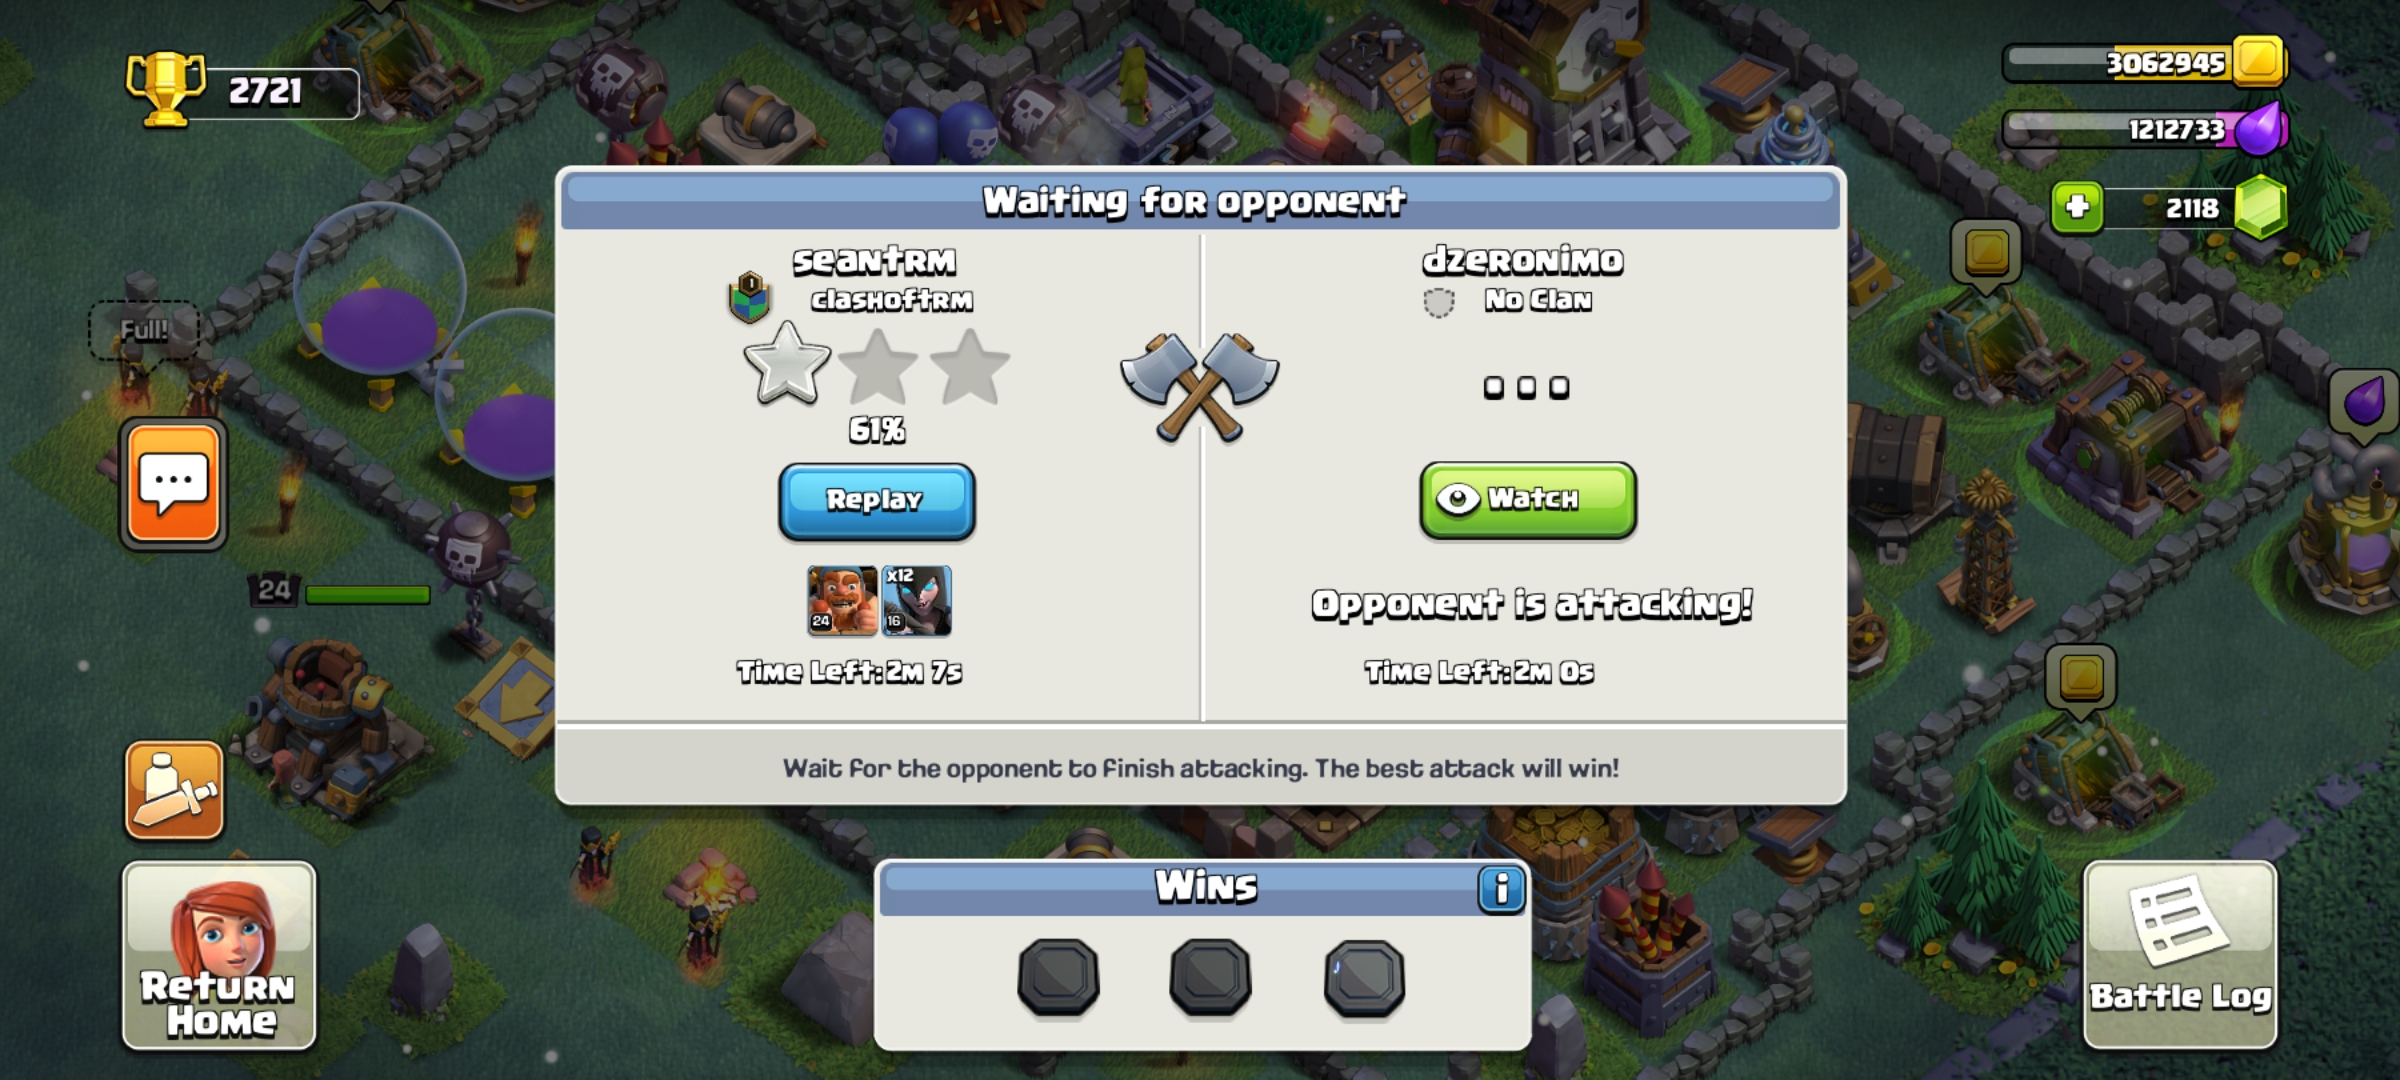 2721
3062945
1212733
2118
Waiting for opponent
seantrm
clashoftrm
1
61%
Replay
x12
24
16
Time Left:2m 7s
dzeronimo
No Clan
Watch
Opponent is attacking!
Time Left:2m 0s
Wait for the opponent to finish attacking. The best attack will win!
Full!
24
Return
Home
Wins
i
Battle Log
VIII